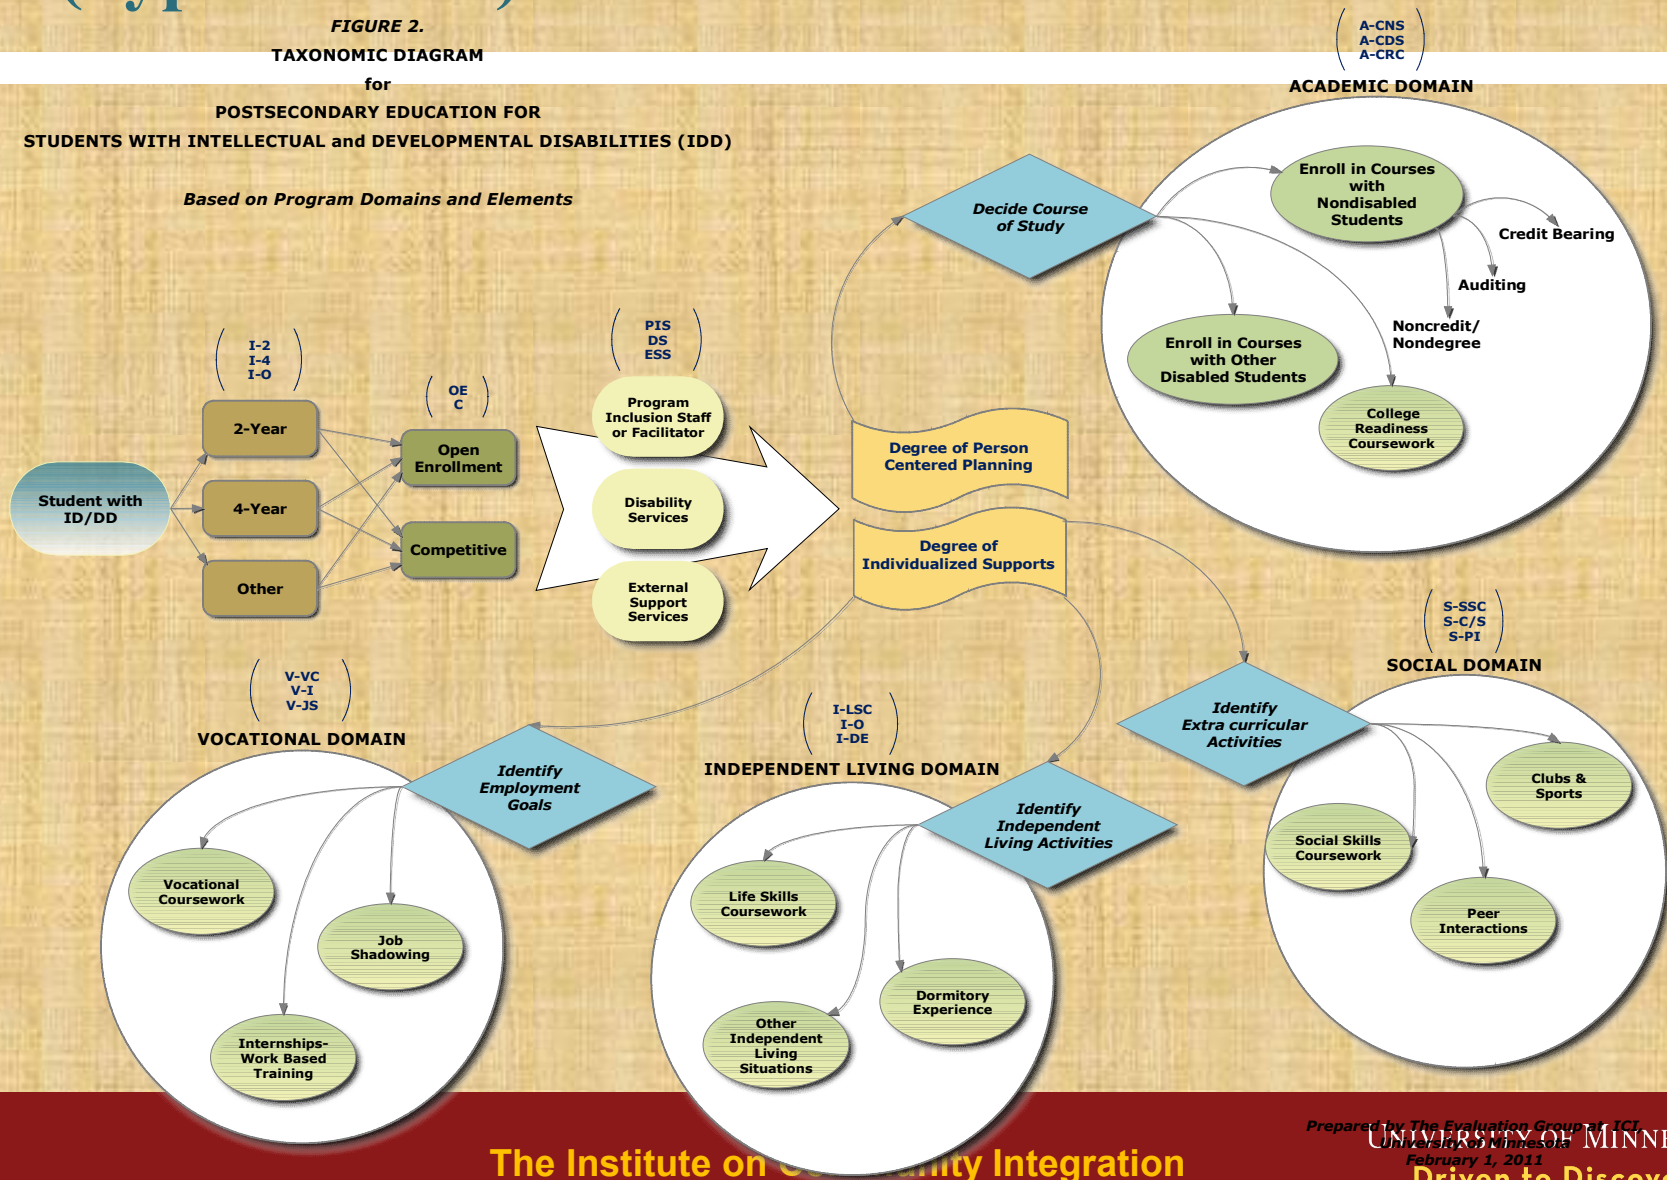 FIGURE 2.
TAXONOMIC DIAGRAM
for
POSTSECONDARY EDUCATION FOR
STUDENTS WITH INTELLECTUAL and DEVELOPMENTAL DISABILITIES (IDD)
Based on Program Domains and Elements
A-CNS
A-CDS
A-CRC
ACADEMIC DOMAIN
Decide Course
of Study
Enroll in Courses
with
Nondisabled
Students
Credit Bearing
Auditing
Noncredit/
Nondegree
Enroll in Courses
with Other
Disabled Students
College
Readiness
Coursework
I-2
I-4
I-O
2-Year
4-Year
Other
Student with
ID/DD
OE
C
Open
Enrollment
Competitive
PIS
DS
ESS
Program
Inclusion Staff
or Facilitator
Disability
Services
External
Support
Services
Degree of Person
Centered Planning
Degree of
Individualized Supports
V-VC
V-I
V-JS
VOCATIONAL DOMAIN
Identify
Employment
Goals
Vocational
Coursework
Job
Shadowing
Internships-
Work Based
Training
I-LSC
I-O
I-DE
INDEPENDENT LIVING DOMAIN
Identify
Independent
Living Activities
Life Skills
Coursework
Dormitory
Experience
Other
Independent
Living
Situations
S-SSC
S-C/S
S-PI
SOCIAL DOMAIN
Identify
Extra curricular
Activities
Clubs &
Sports
Social Skills
Coursework
Peer
Interactions
Prepared by The Evaluation Group at ICI,
University of Minnesota
February 1, 2011
The Institute on
Integration
UNIVERSITY OF
Driven to